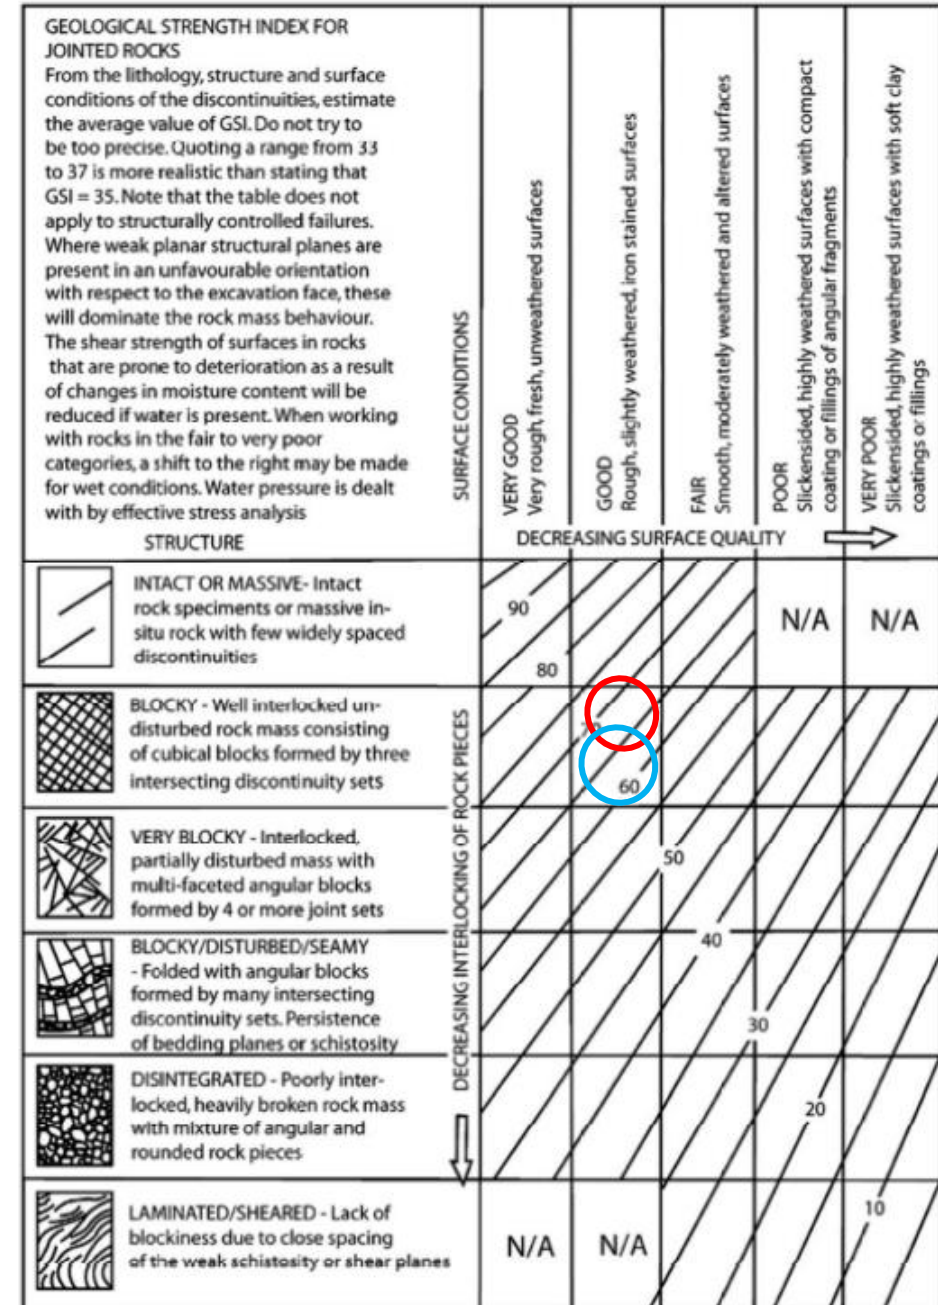 GEOLOGICAL STRENGTH INDEX FOR
JOINTED ROCKS
From the lithology, structure and surface
conditions of the discontinuities, estimate
the average value of GSI. Do not try to
be too precise. Quoting a range from 33
to 37 is more realistic than stating that
GSI = 35. Note that the table does not
apply to structurally controlled failures.
Where weak planar structural planes are
present in an unfavourable orientation
with respect to the excavation face, these
will dominate the rock mass behaviour.
The shear strength of surfaces in rocks
that are prone to deterioration as a result
of changes in moisture content will be
reduced if water is present. When working
with rocks in the fair to very poor
categories, a shift to the right may be made
for wet conditions. Water pressure is dealt
with by effective stress analysis
STRUCTURE
SURFACE CONDITIONS
VERY GOOD
Very rough, fresh, unweathered surfaces
GOOD
Rough, slightly weathered, iron stained surfaces
FAIR
Smooth, moderately weathered and altered surfaces
POOR
Slickensided, highly weathered surfaces with compact
coating or fillings of angular fragments
VERY POOR
Slickensided, highly weathered surfaces with soft clay
coatings or fillings
DECREASING SURFACE QUALITY
DECREASING INTERLOCKING OF ROCK PIECES
INTACT OR MASSIVE- Intact
rock speciments or massive in-
situ rock with few widely spaced
discontinuities
90
80
N/A
N/A
BLOCKY - Well interlocked un-
disturbed rock mass consisting
of cubical blocks formed by three
intersecting discontinuity sets
60
VERY BLOCKY - Interlocked,
partially disturbed mass with
multi-faceted angular blocks
formed by 4 or more joint sets
50
BLOCKY/DISTURBED/SEAMY
- Folded with angular blocks
formed by many intersecting
discontinuity sets. Persistence
of bedding planes or schistosity
40
30
DISINTEGRATED - Poorly inter-
locked, heavily broken rock mass
with mixture of angular and
rounded rock pieces
20
LAMINATED/SHEARED - Lack of
blockiness due to close spacing
of the weak schistosity or shear planes
N/A
N/A
10